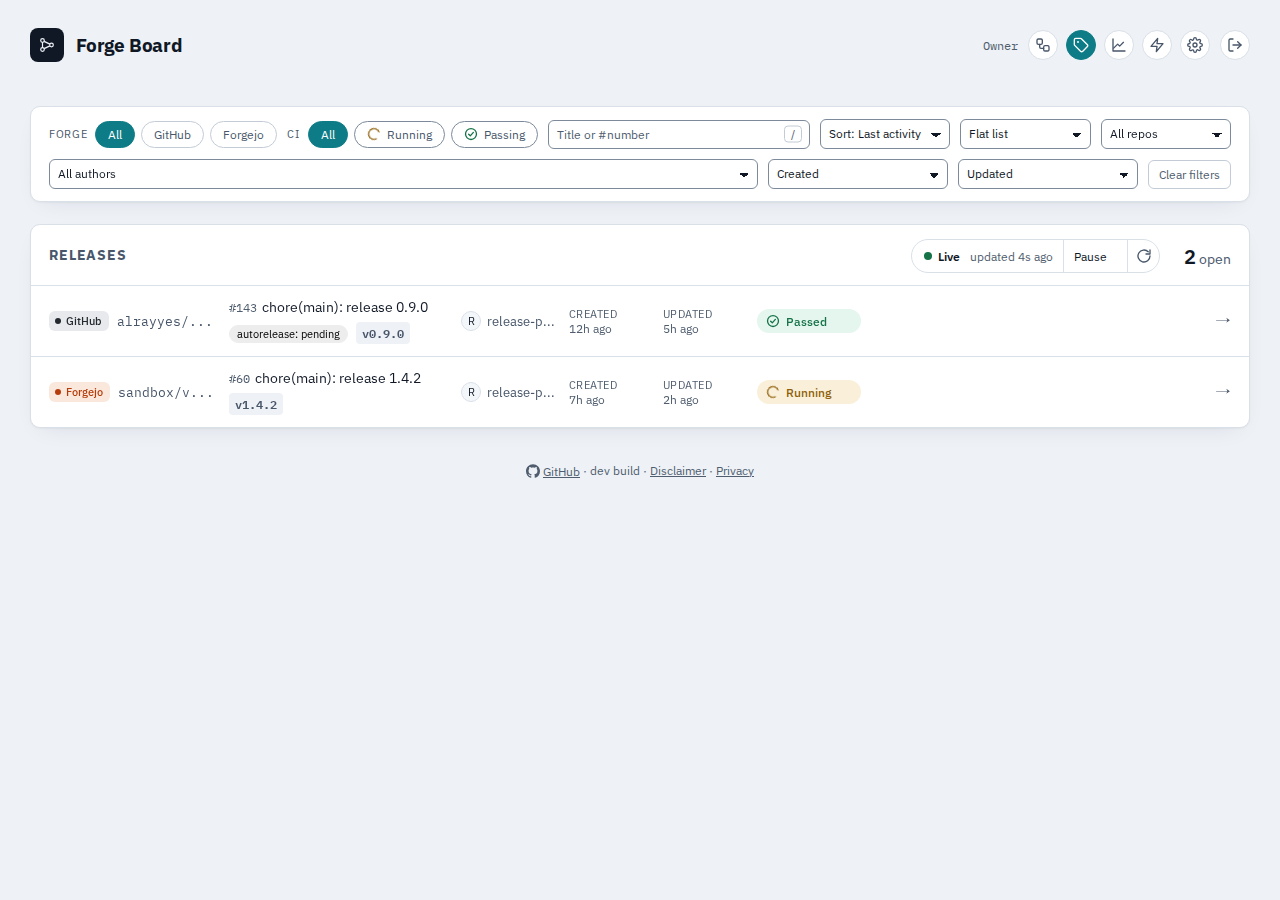 Forge Board
Owner
FORGE All GitHub Forgejo CI All Running Passing Title or #number / Sort: Last activity Flat list All repos
All authors Created Updated Clear filters
RELEASES Live updated 4s ago Pause 2 open
GitHub alrayyes/... #143 chore(main): release 0.9.0 R release-p... CREATED UPDATED Passed →
autorelease: pending v0.9.0 12h ago 5h ago
Forgejo sandbox/v... #60 chore(main): release 1.4.2 R release-p... CREATED UPDATED Running →
v1.4.2 7h ago 2h ago
GitHub · dev build · Disclaimer · Privacy